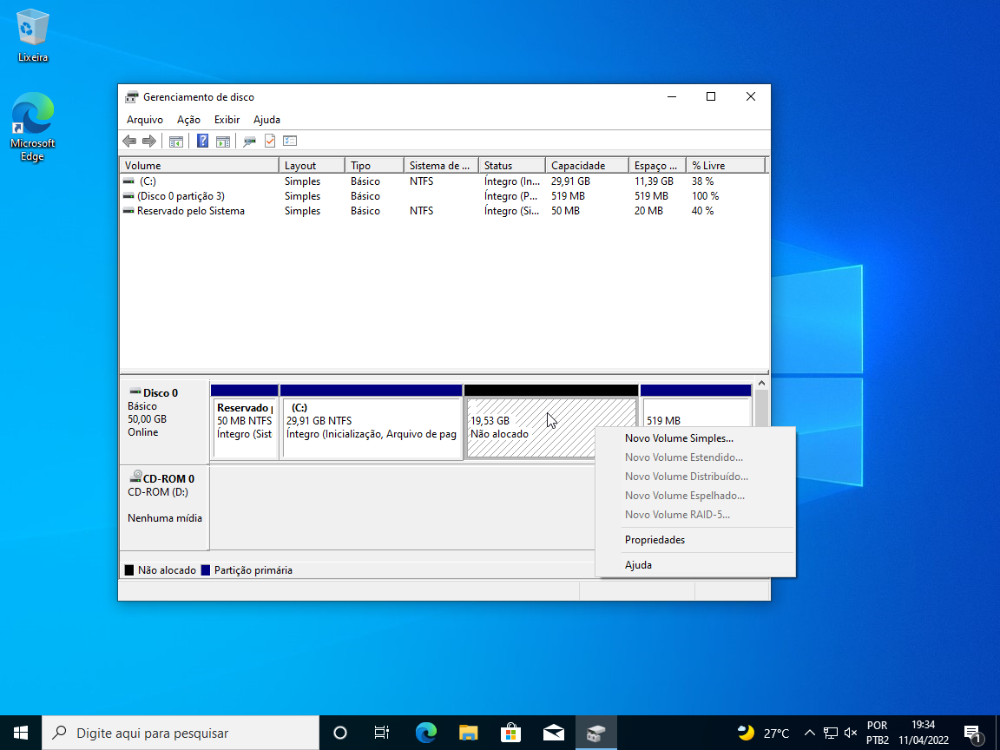 Lixeira
Microsoft
Edge
Gerenciamento de disco
Arquivo Ação Exibir Ajuda
Volume Layout Tipo Sistema de ... Status Capacidade Espaço ... % Livre
(C:) Simples Básico NTFS Íntegro (In... 29,91 GB 11,39 GB 38 %
(Disco 0 partição 3) Simples Básico Íntegro (P... 519 MB 519 MB 100 %
Reservado pelo Sistema Simples Básico NTFS Íntegro (Si... 50 MB 20 MB 40 %
Disco 0
Básico
50,00 GB
Online
Reservado p
50 MB NTFS
Íntegro (Sist
(C:)
29,91 GB NTFS
Íntegro (Inicialização, Arquivo de pag
19,53 GB
Não alocado
519 MB
CD-ROM 0
CD-ROM (D:)
Nenhuma mídia
Novo Volume Simples...
Novo Volume Estendido...
Novo Volume Distribuído...
Novo Volume Espelhado...
Novo Volume RAID-5...
Propriedades
Ajuda
Não alocado Partição primária
Digite aqui para pesquisar
27°C
POR
PTB2
19:34
11/04/2022
1